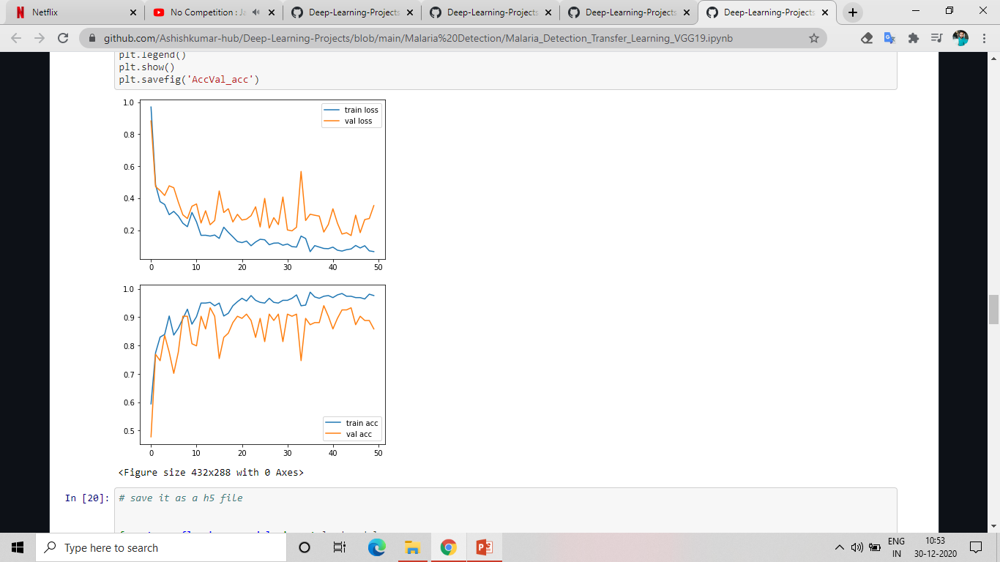 Netflix
No Competition : Ja
Deep-Learning-Projects
Deep-Learning-Projects
Deep-Learning-Projects
Deep-Learning-Projects
github.com/Ashishkumar-hub/Deep-Learning-Projects/blob/main/Malaria%20Detection/Malaria_Detection_Transfer_Learning_VGG19.ipynb
plt.legend()
plt.show()
plt.savefig('AccVal_acc')
1.0
0.8
0.6
0.4
0.2
train loss
val loss
0 10 20 30 40 50
1.0
0.9
0.8
0.7
0.6
0.5
train acc
val acc
0 10 20 30 40 50
<Figure size 432x288 with 0 Axes>
In [20]: # save it as a h5 file
Type here to search
ENG
IN
10:53
30-12-2020